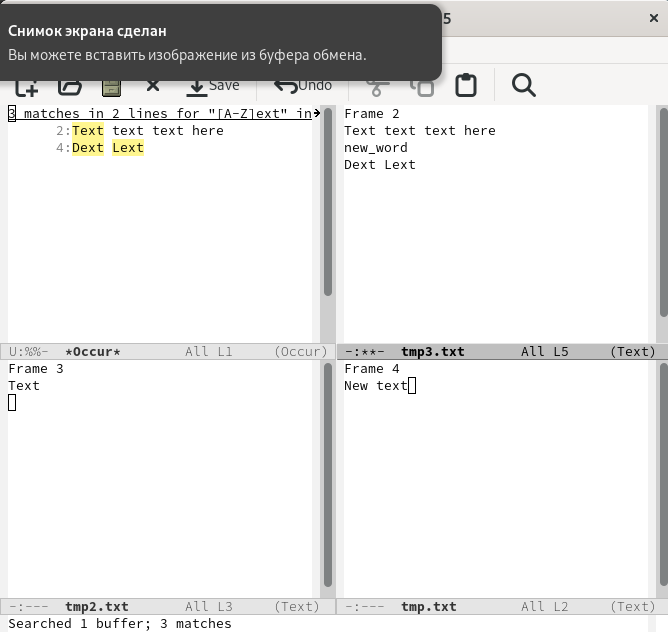 Снимок экрана сделан
Вы можете вставить изображение из буфера обмена.
5
Save
Undo
3 matches in 2 lines for "[A-Z]ext" in
2:Text text text here
4:Dext Lext
U:%%- *Occur* All L1 (Occur)
Frame 2
Text text text here
new_word
Dext Lext
-:**- tmp3.txt All L5 (Text)
Frame 3
Text
-:--- tmp2.txt All L3 (Text)
Frame 4
New text
-:--- tmp.txt All L2 (Text)
Searched 1 buffer; 3 matches